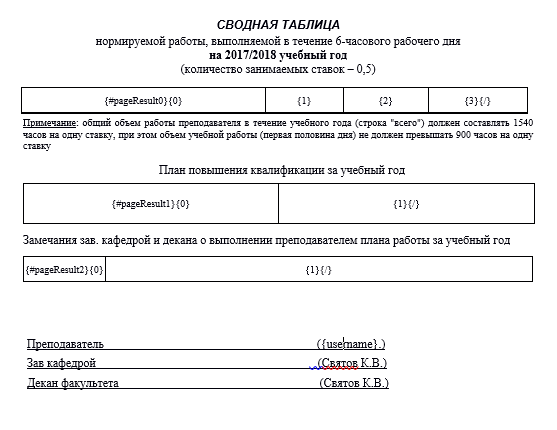 СВОДНАЯ ТАБЛИЦА
нормируемой работы, выполняемой в течение 6-часового рабочего дня
на 2017/2018 учебный год
(количество занимаемых ставок – 0,5)
{#pageResult0}{0} {1} {2} {3}{/}
Примечание: общий объем работы преподавателя в течение учебного года (строка "всего") должен составлять 1540
часов на одну ставку, при этом объем учебной работы (первая половина дня) не должен превышать 900 часов на одну
ставку
План повышения квалификации за учебный год
{#pageResult1}{0} {1}{/}
Замечания зав. кафедрой и декана о выполнении преподавателем плана работы за учебный год
{#pageResult2}{0} {1}{/}
Преподаватель ({username}.)
Зав кафедрой (Святов К.В.)
Декан факультета (Святов К.В.)